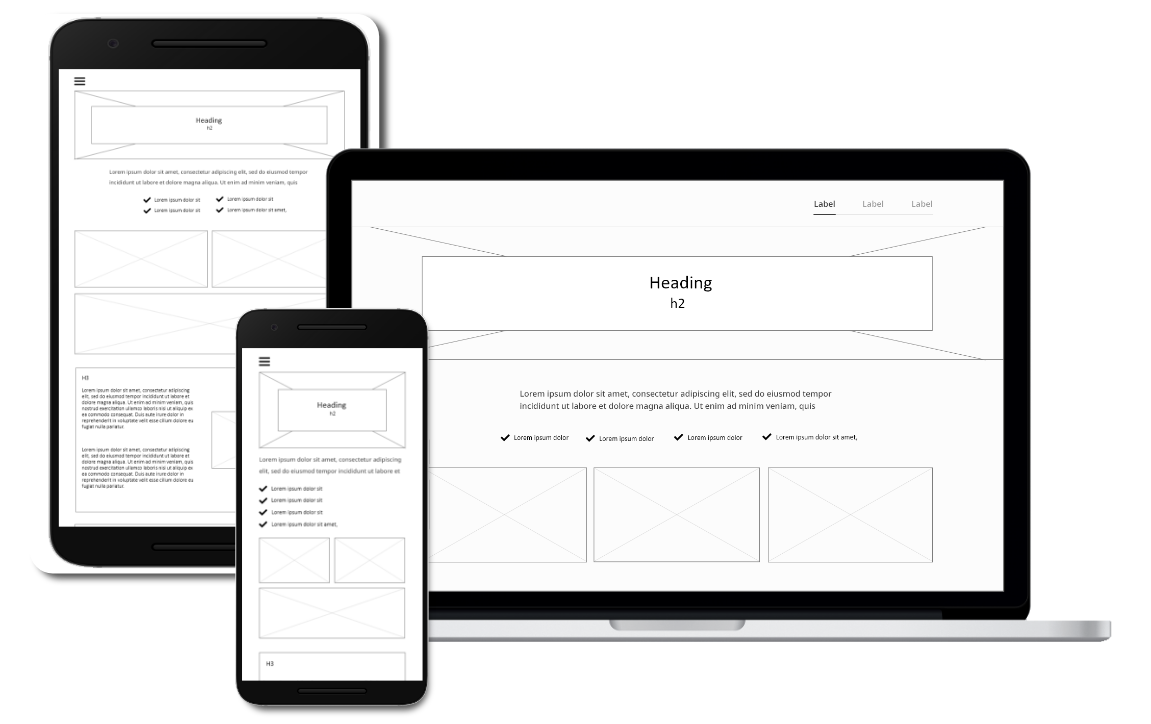 Heading
h2
Lorem ipsum dolor sit amet, consectetur adipiscing elit, sed do eiusmod tempor
incididunt ut labore et dolore magna aliqua. Ut enim ad minim veniam, quis
Lorem ipsum dolor sit
Lorem ipsum dolor sit
Lorem ipsum dolor sit
Lorem ipsum dolor sit amet,
H3
Lorem ipsum dolor sit amet, consectetur adipiscing
elit, sed do eiusmod tempor incididunt ut labore et
dolore magna aliqua. Ut enim ad minim veniam, quis
nostrud exercitation ullamco laboris nisi ut aliquip ex
ea commodo consequat. Duis aute irure dolor in
reprehenderit in voluptate velit esse cillum dolore eu
fugiat nulla pariatur.
Lorem ipsum dolor sit amet, consectetur adipiscing
elit, sed do eiusmod tempor incididunt ut labore et
dolore magna aliqua. Ut enim ad minim veniam, quis
nostrud exercitation ullamco laboris nisi ut aliquip ex
ea commodo consequat. Duis aute irure dolor in
reprehenderit in voluptate velit esse cillum dolore eu
fugiat nulla pariatur.
Label Label Label
Heading
h2
Lorem ipsum dolor sit amet, consectetur adipiscing elit, sed do eiusmod tempor
incididunt ut labore et dolore magna aliqua. Ut enim ad minim veniam, quis
Lorem ipsum dolor Lorem ipsum dolor Lorem ipsum dolor Lorem ipsum dolor sit amet,
Heading
h2
Lorem ipsum dolor sit amet, consectetur adipiscing
elit, sed do eiusmod tempor incididunt ut labore et
Lorem ipsum dolor sit
Lorem ipsum dolor sit
Lorem ipsum dolor sit
Lorem ipsum dolor sit amet,
H3